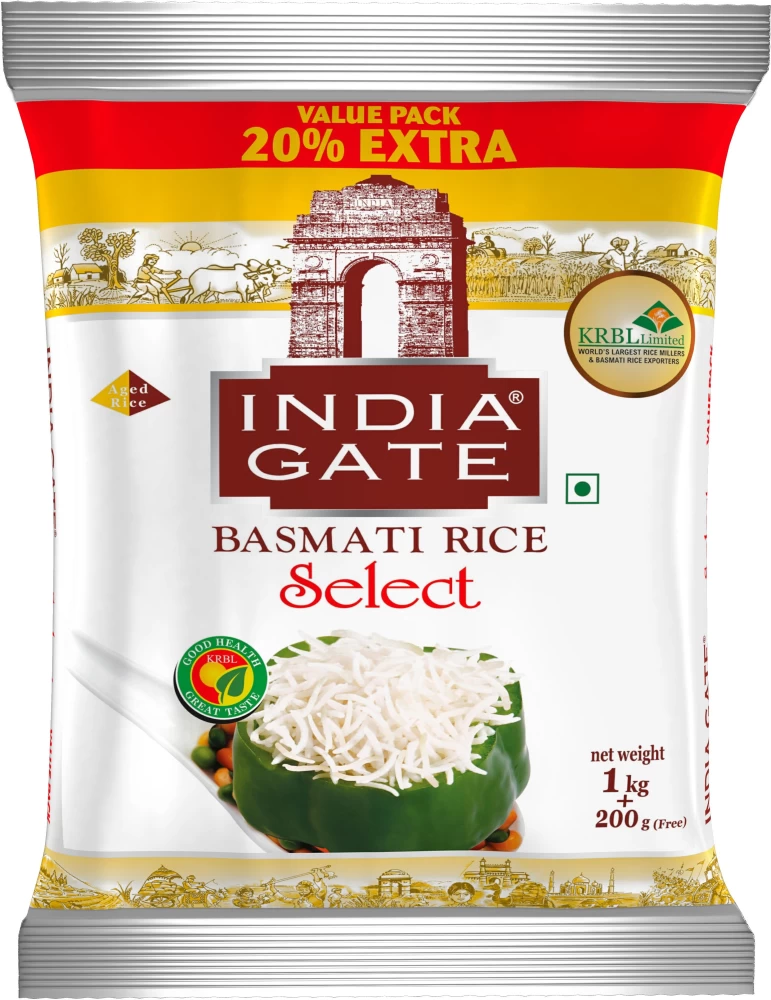 VALUE PACK
20% EXTRA
INDIA
KRBL Limited
WORLD'S LARGEST RICE MILLERS
& BASMATI RICE EXPORTERS
Aged
Rice
INDIA®
GATE
BASMATI RICE
Select
GOOD HEALTH
KRBL
GREAT TASTE
net weight
1 kg
+
200 g (Free)
INDIA GATE®